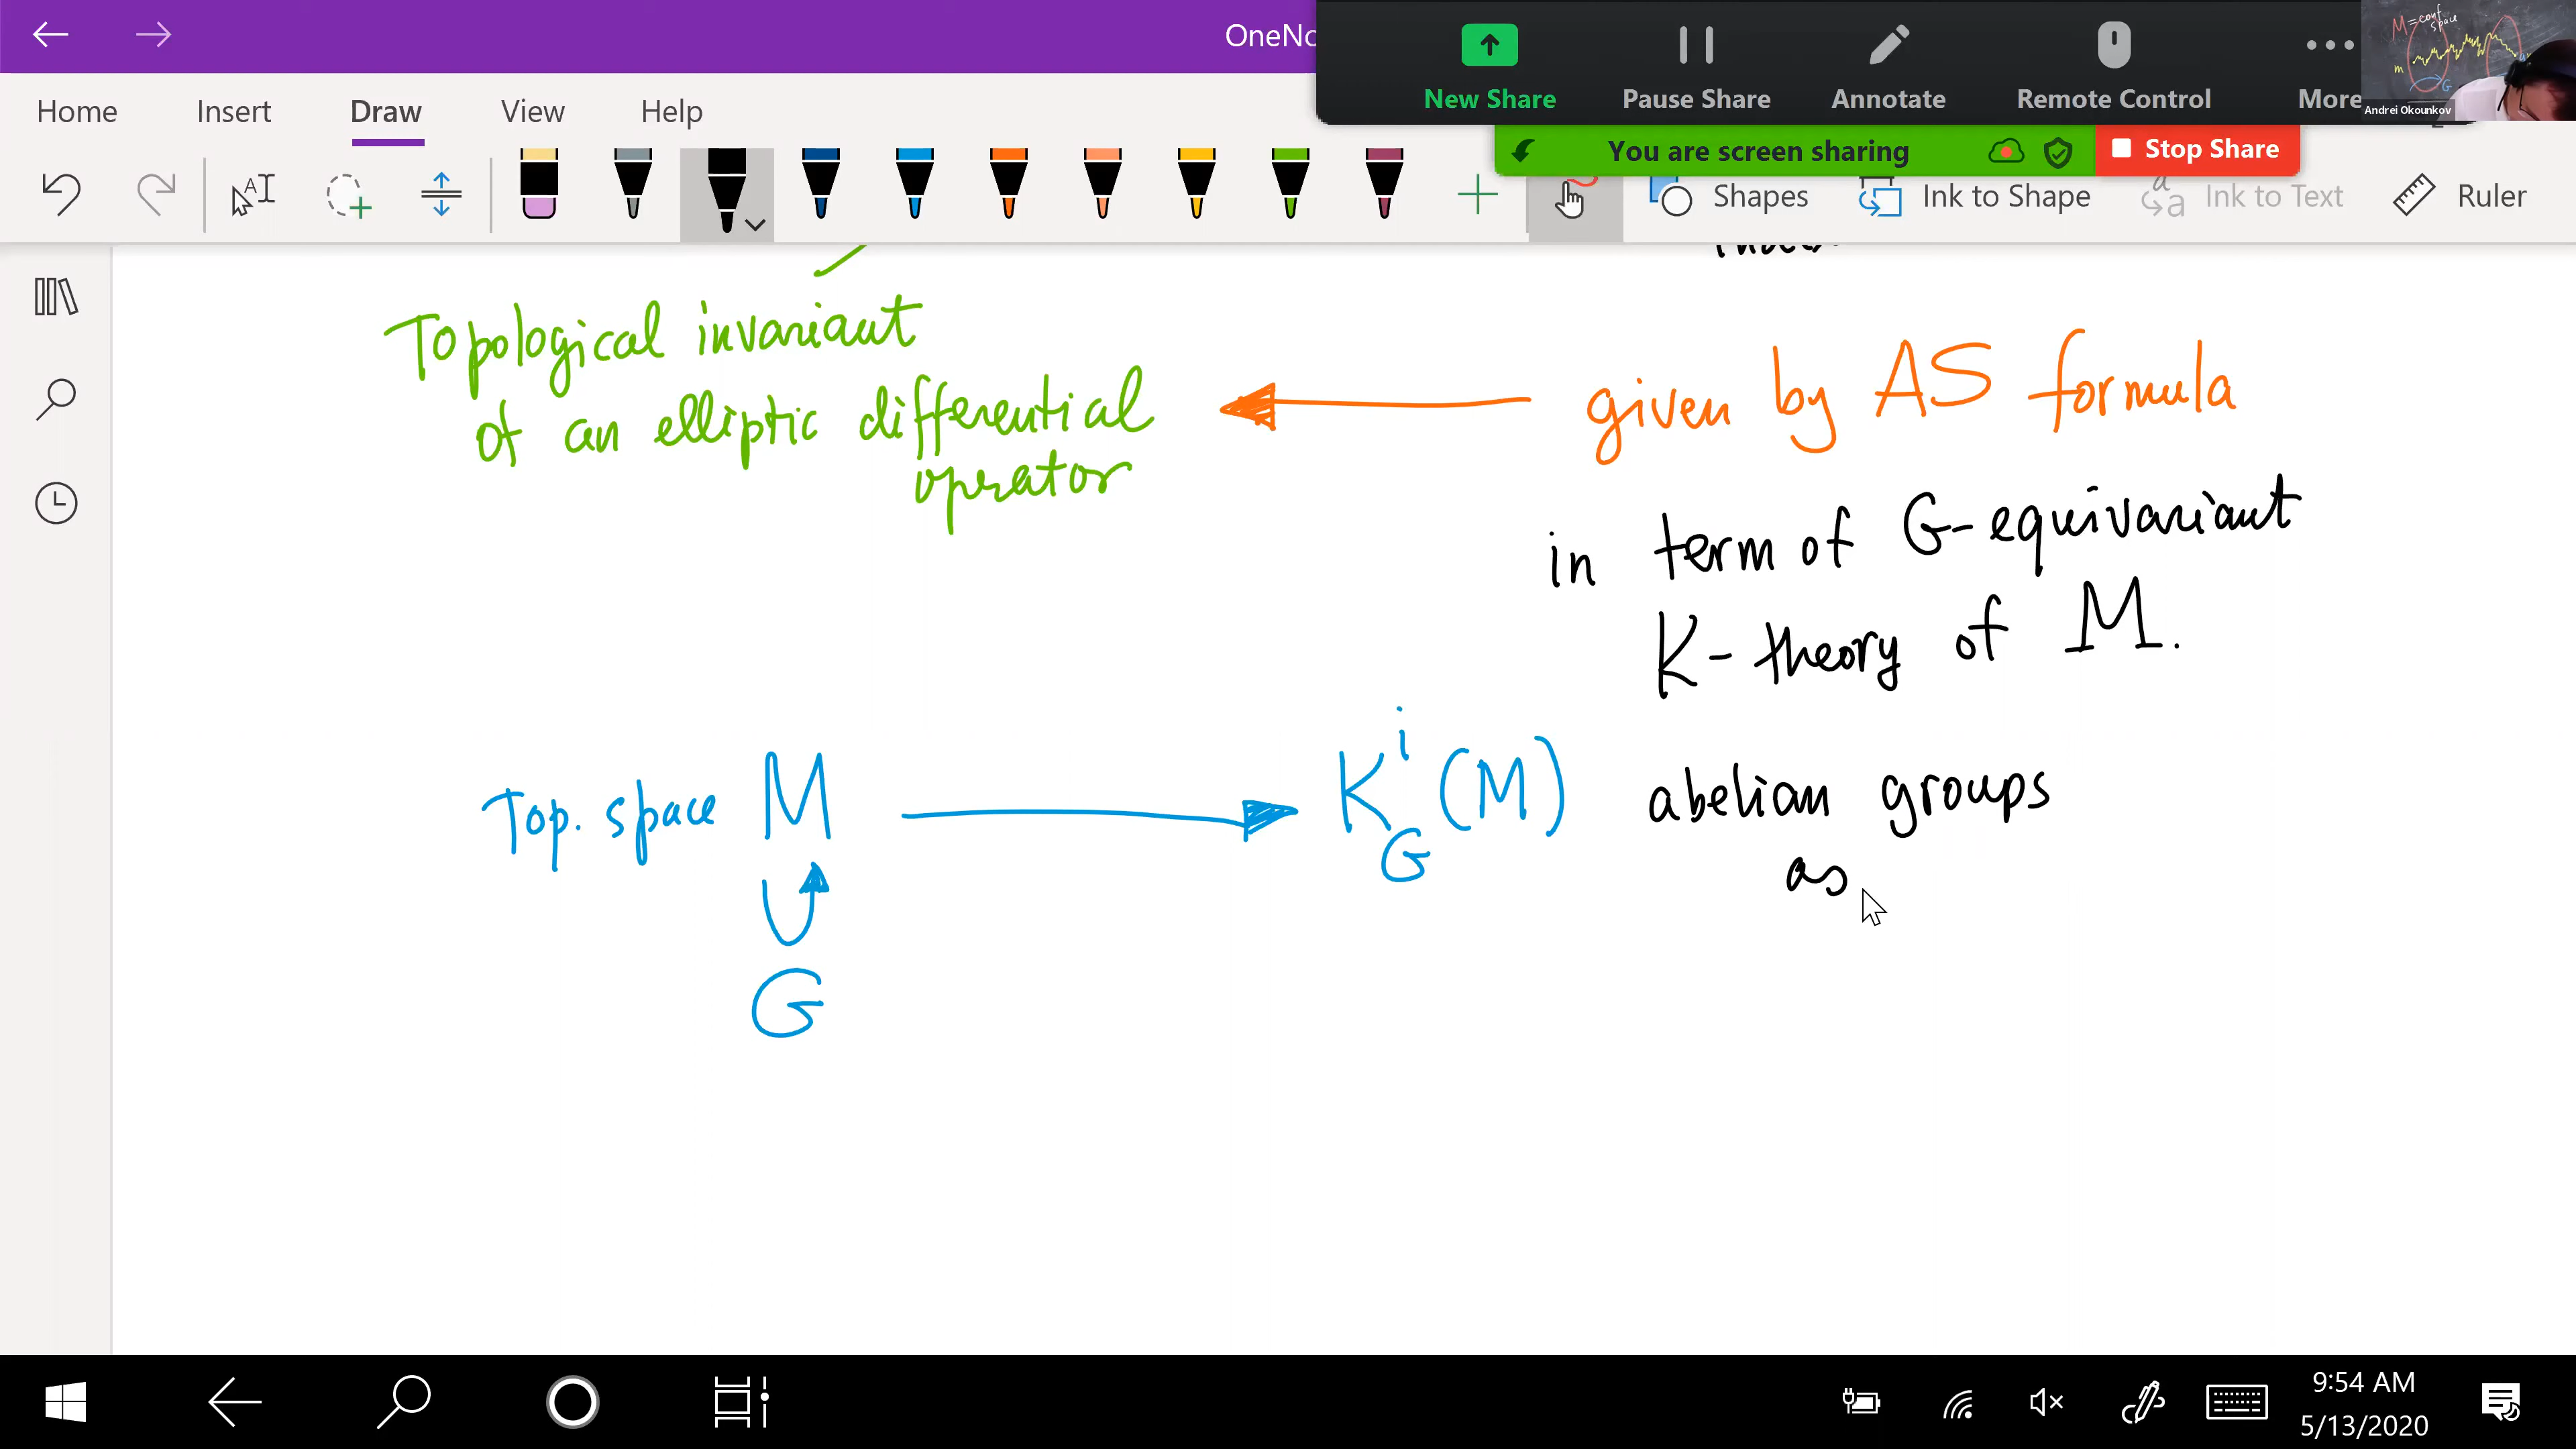 OneNo
New Share
Pause Share
Annotate
Remote Control
More
M = conf space
m
G
Andrei Okounkov
You are screen sharing
Stop Share
Home
Insert
Draw
View
Help
Shapes
Ink to Shape
Ink to Text
Ruler
Topological invariant
of an elliptic differential
operator
given by AS formula
in term of G-equivariant
K-theory of M.
Top. space M
G
K^i_G (M)
abelian groups
as
9:54 AM
5/13/2020